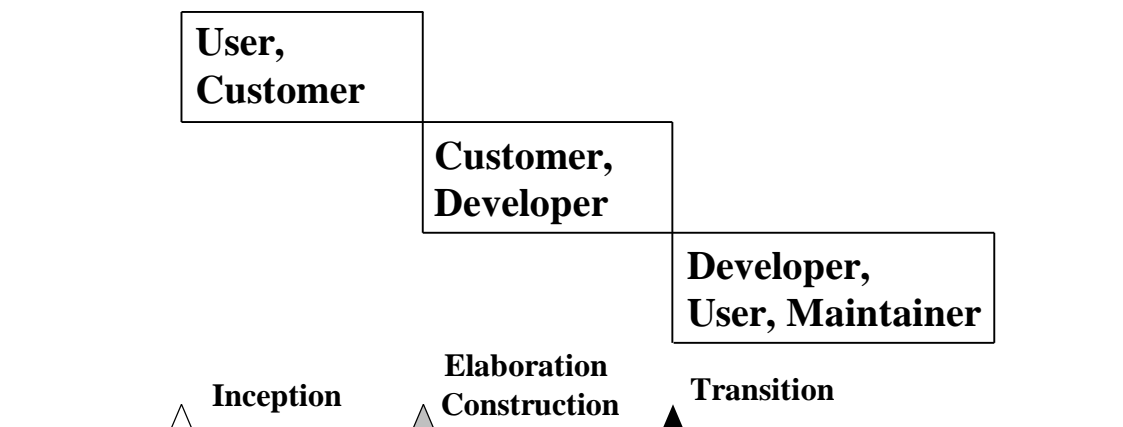 User,
Customer
Customer,
Developer
Developer,
User, Maintainer
Inception
Elaboration
Construction
Transition